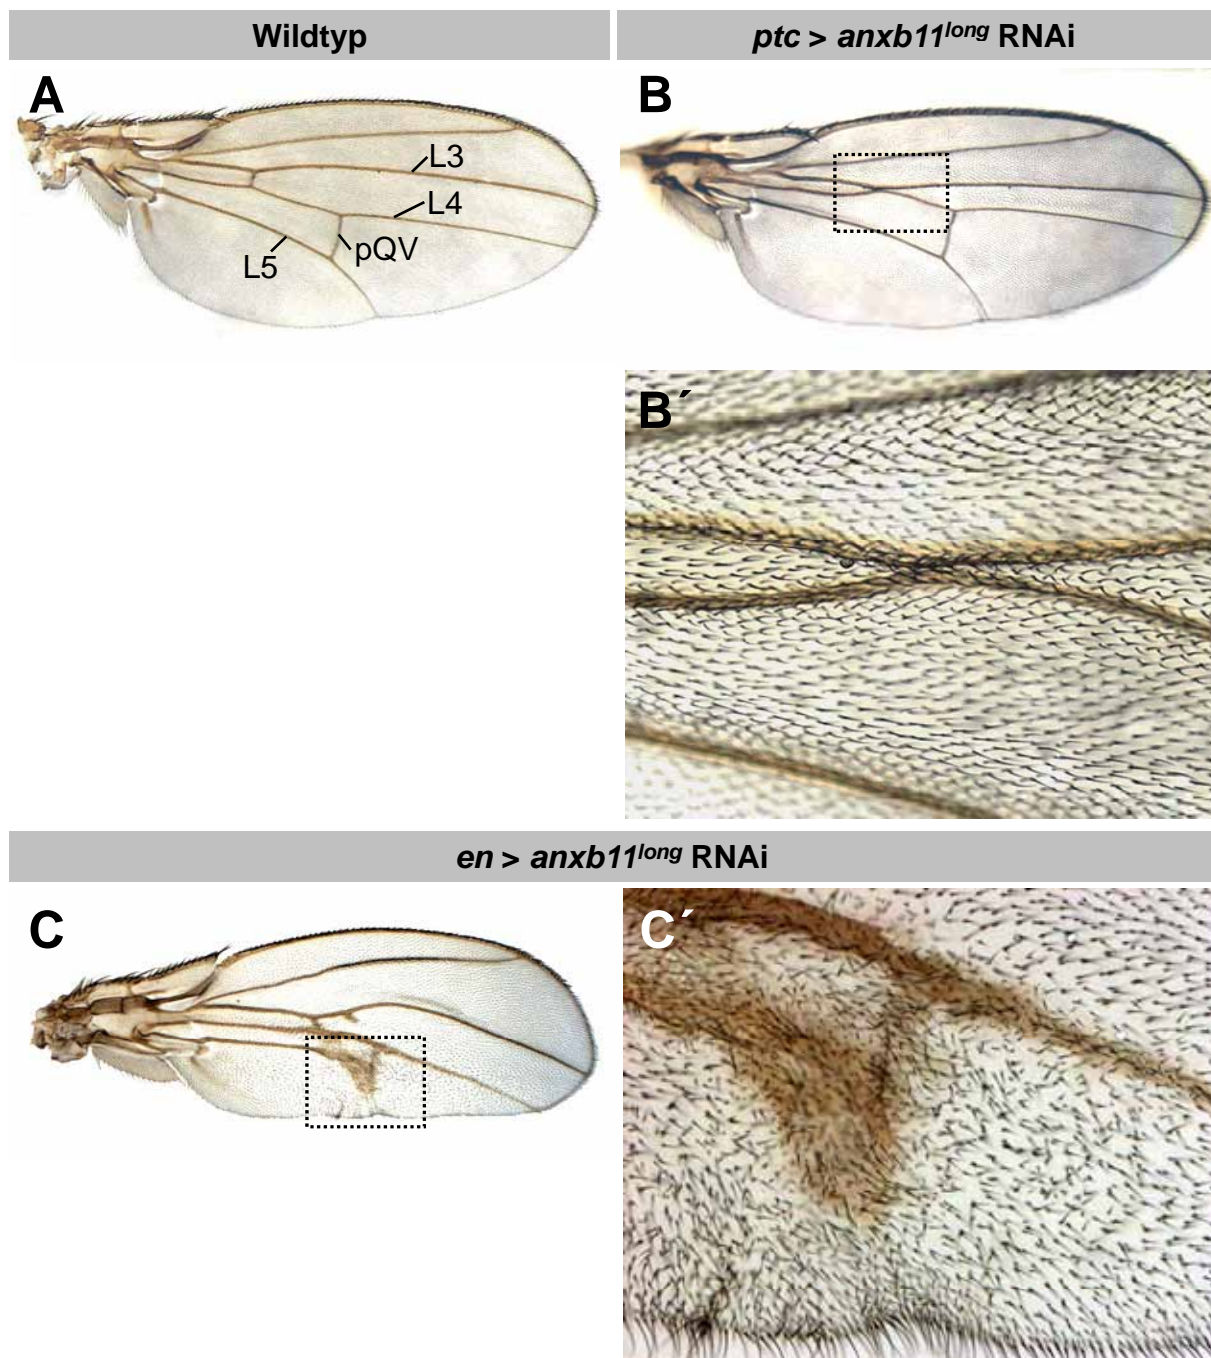 Wildtyp
ptc > anxb11long RNAi
A
B
L3
L4
L5
pQV
B´
en > anxb11long RNAi
C
C´